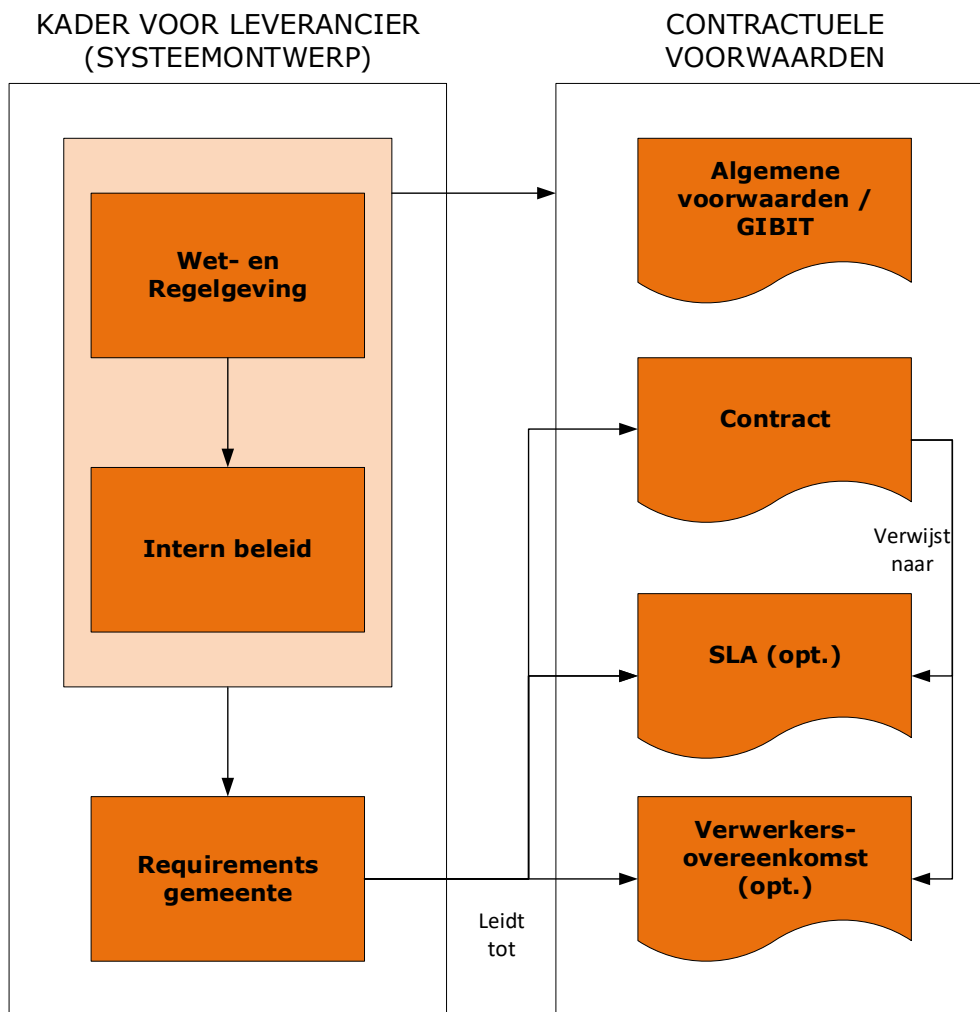 KADER VOOR LEVERANCIER
(SYSTEEMONTWERP)
CONTRACTUELE
VOORWAARDEN
Wet- en
Regelgeving
Intern beleid
Requirements
gemeente
Leidt
tot
Algemene
voorwaarden /
GIBIT
Contract
Verwijst
naar
SLA (opt.)
Verwerkers-
overeenkomst
(opt.)